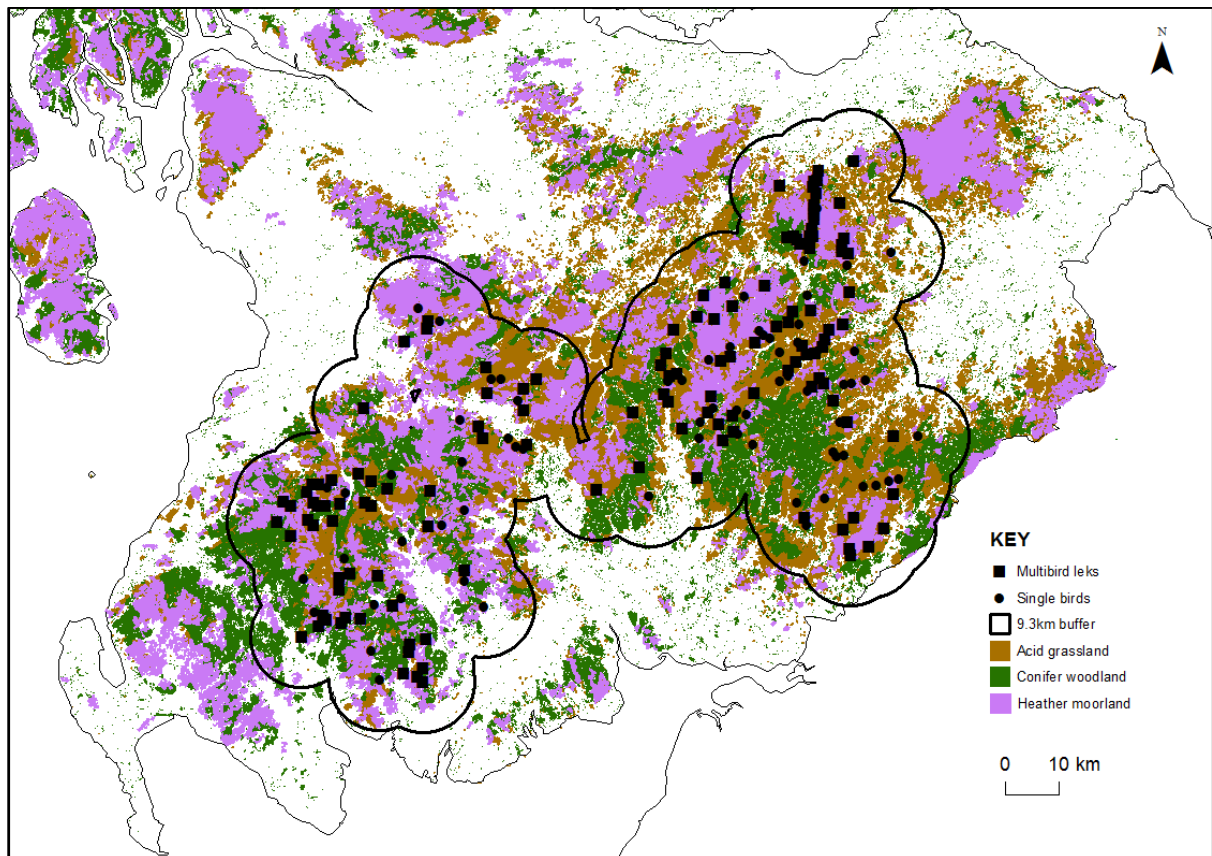 N
KEY
Multibird leks
Single birds
9.3km buffer
Acid grassland
Conifer woodland
Heather moorland
0 10 km